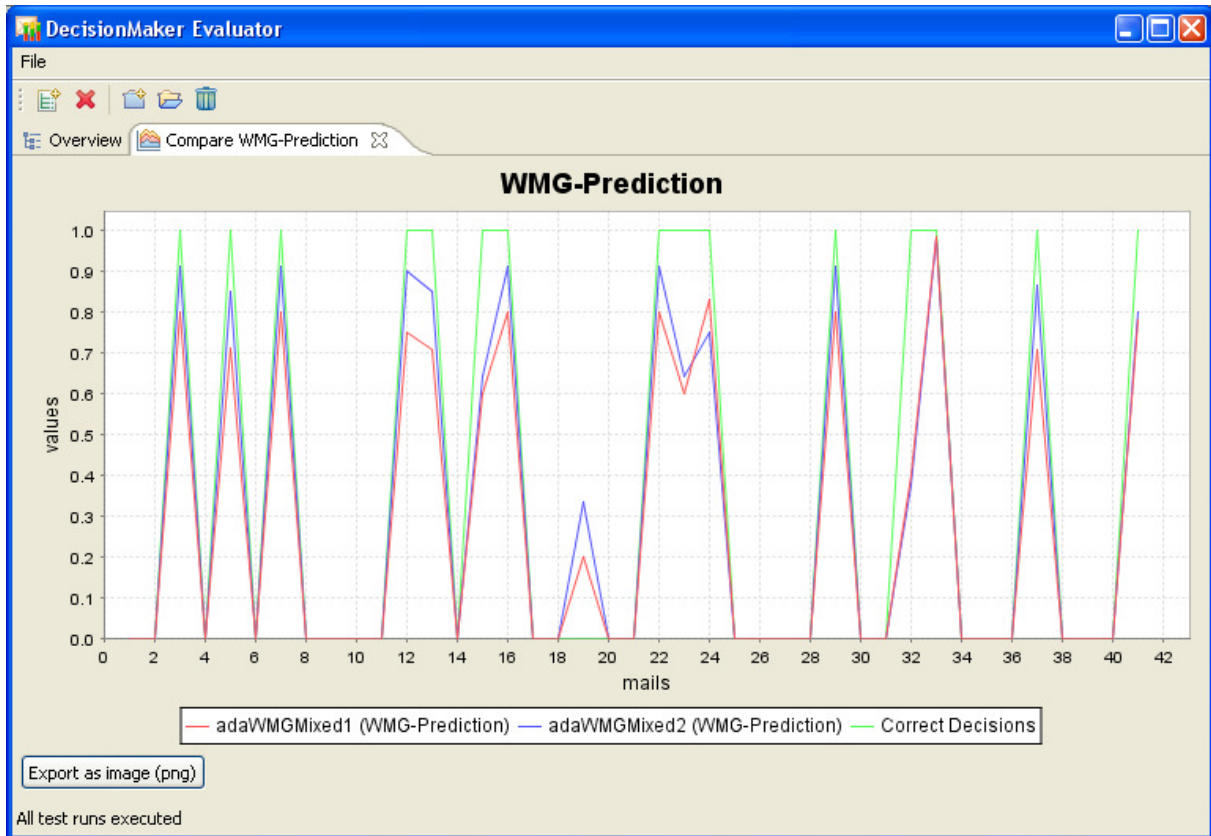 DecisionMaker Evaluator
File
Overview Compare WMG-Prediction
WMG-Prediction
1.0
0.9
0.8
0.7
0.6
0.5
0.4
0.3
0.2
0.1
0.0
values
0 2 4 6 8 10 12 14 16 18 20 22 24 26 28 30 32 34 36 38 40 42
mails
adaWMGMixed1 (WMG-Prediction) adaWMGMixed2 (WMG-Prediction) Correct Decisions
Export as image (png)
All test runs executed